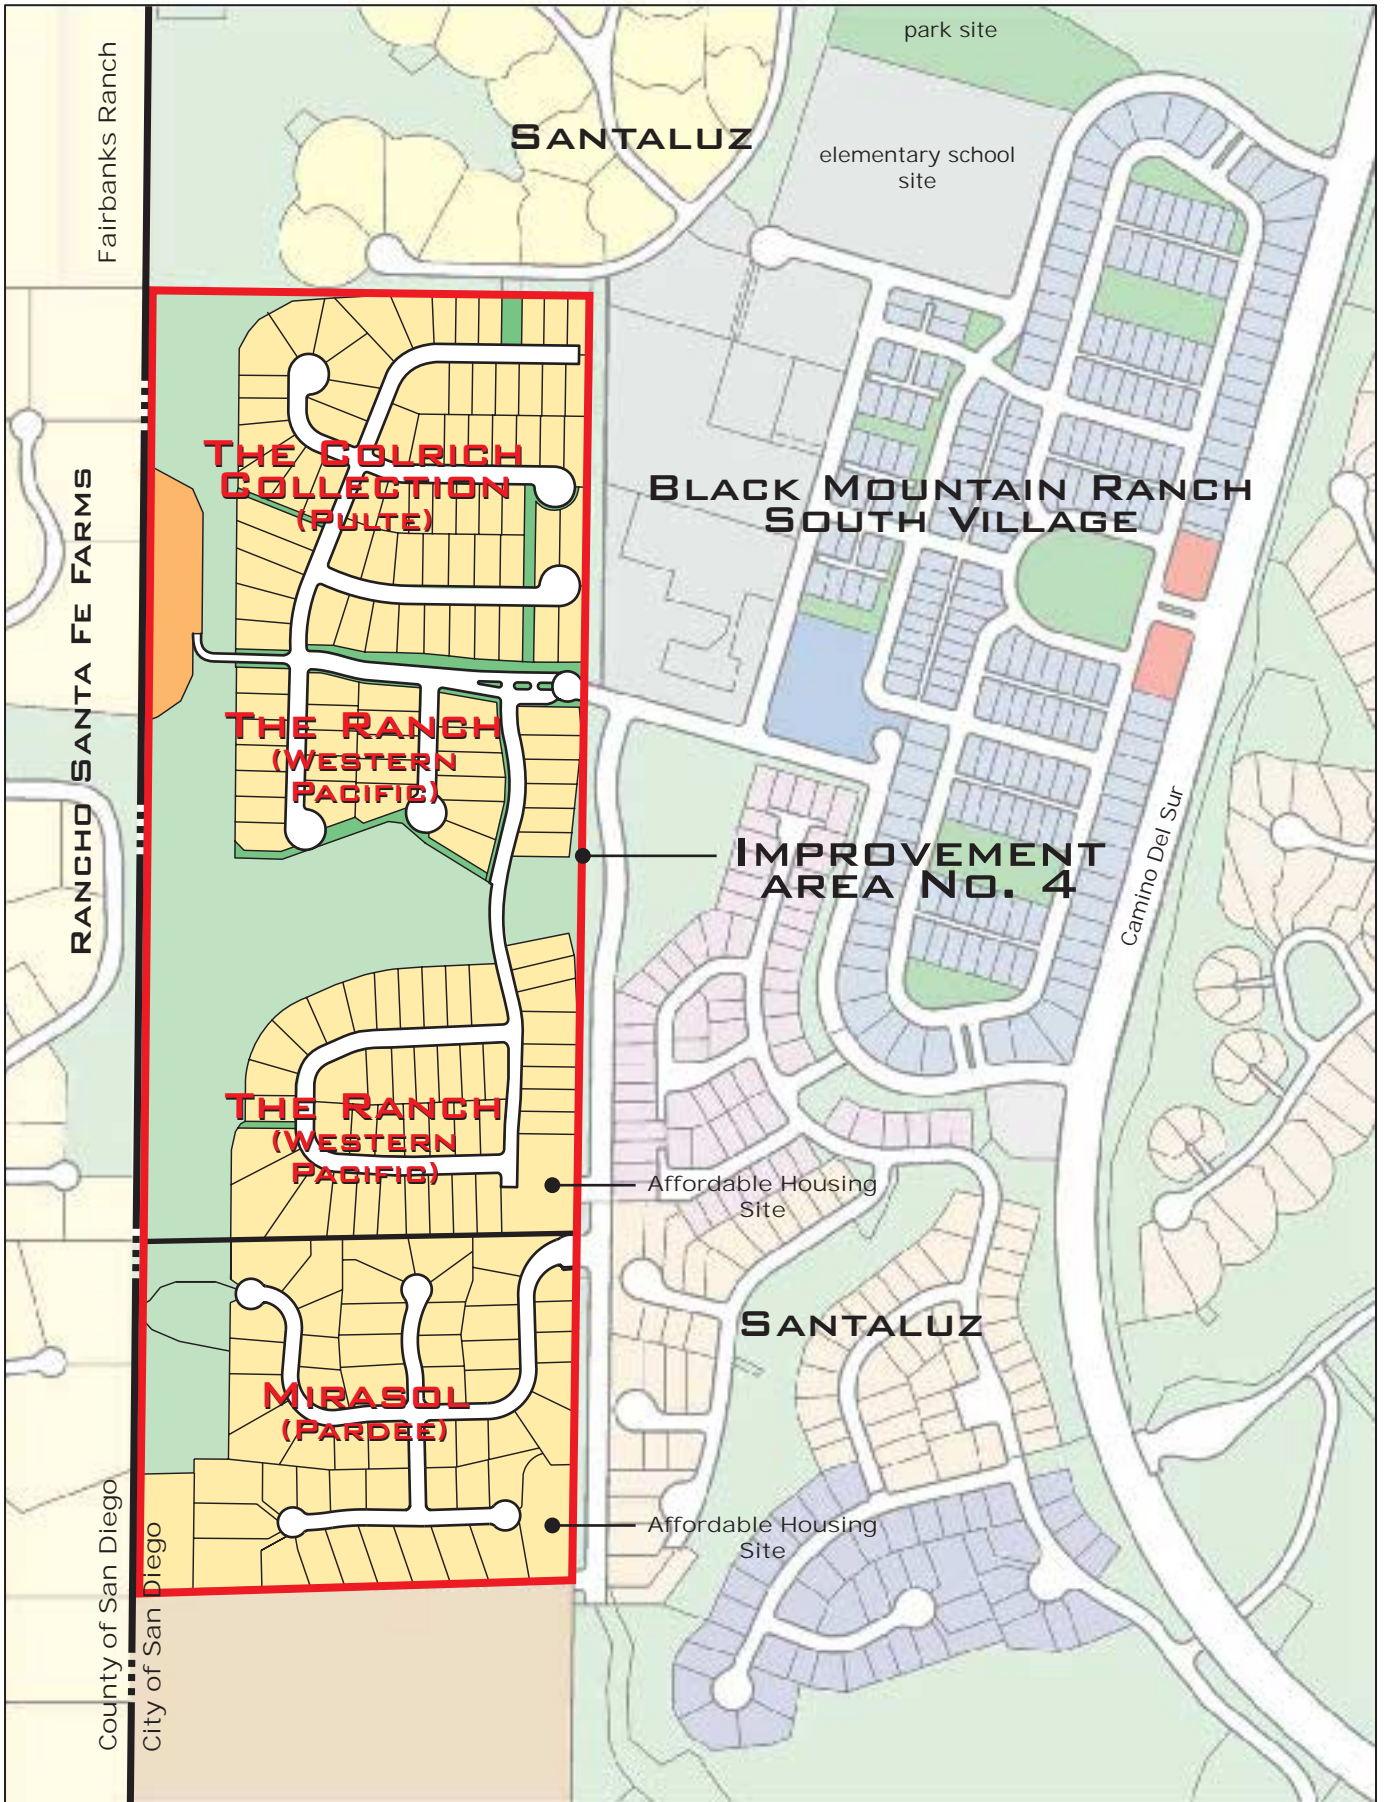 park site
Fairbanks Ranch
SANTALUZ
elementary school
site
THE COLRICH
COLLECTION
(PULTE)
BLACK MOUNTAIN RANCH
SOUTH VILLAGE
RANCHO SANTA FE FARMS
THE RANCH
(WESTERN
PACIFIC)
IMPROVEMENT
AREA NO. 4
Camino Del Sur
THE RANCH
(WESTERN
PACIFIC)
Affordable Housing
Site
SANTALUZ
MIRASOL
(PARDEE)
Affordable Housing
Site
County of San Diego
City of San Diego